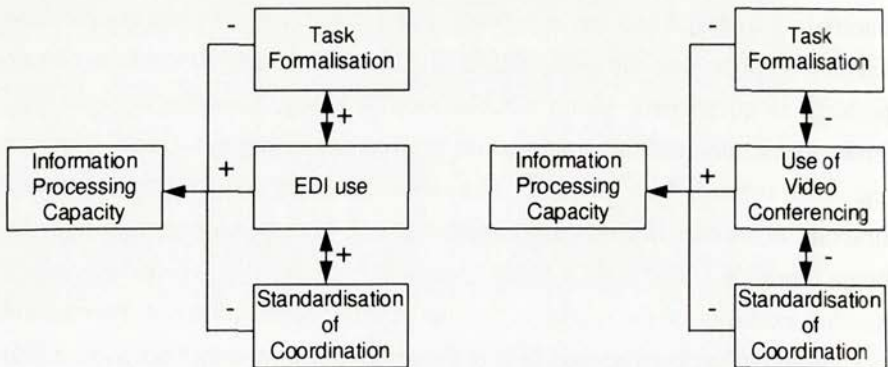 -
Task
Formalisation
+
Information
Processing
Capacity
+
EDI use
+
-
Standardisation
of
Coordination
-
Task
Formalisation
-
Information
Processing
Capacity
+
Use of
Video
Conferencing
-
-
Standardisation
of
Coordination